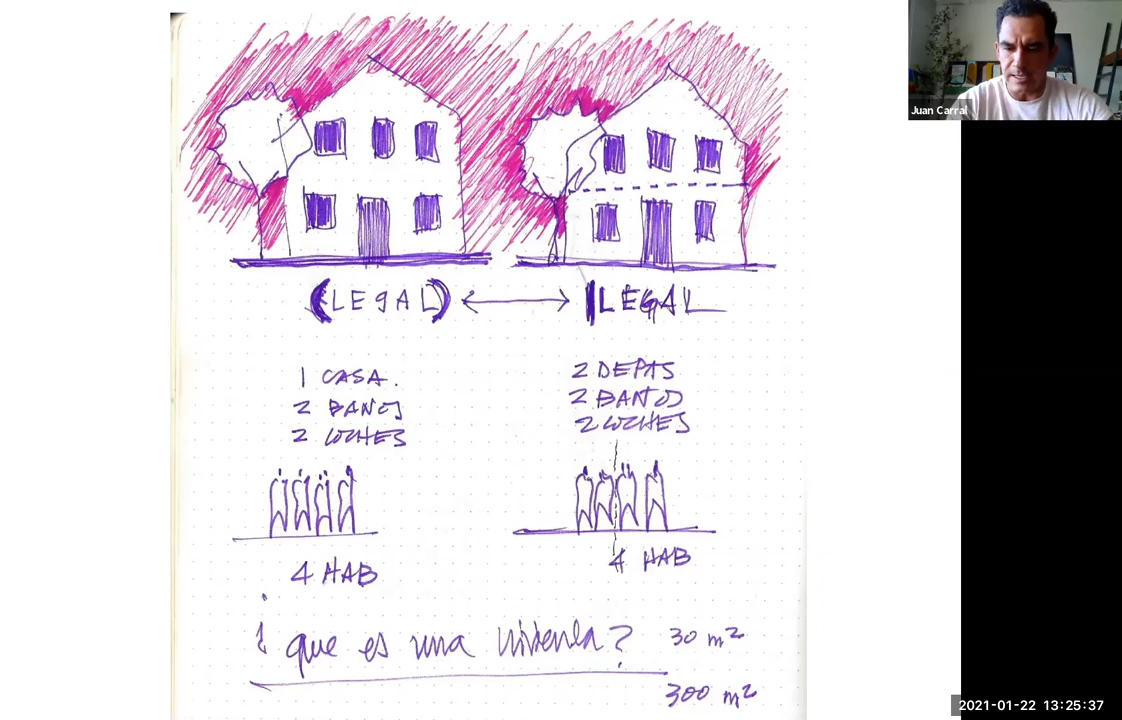 Juan Carral
(LEGAL) ILEGAL
1 CASA.
2 BAÑOS
2 COCHES
2 DEPAS
2 BAÑOS
2 COCHES
4 HAB
4 HAB
¿ que es una vivienda?
30 m²
300 m²
2021-01-22 13:25:37